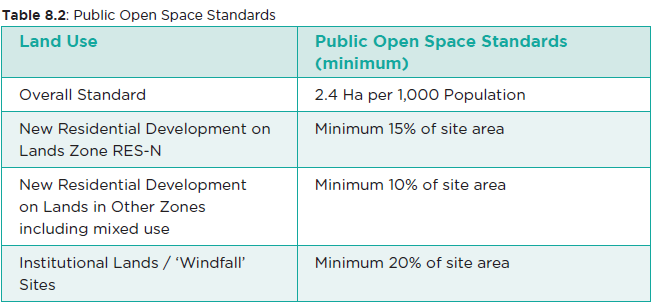 Table 8.2: Public Open Space Standards
Land Use
Public Open Space Standards
(minimum)
Overall Standard
2.4 Ha per 1,000 Population
New Residential Development on
Lands Zone RES-N
Minimum 15% of site area
New Residential Development
on Lands in Other Zones
including mixed use
Minimum 10% of site area
Institutional Lands / ‘Windfall’
Sites
Minimum 20% of site area